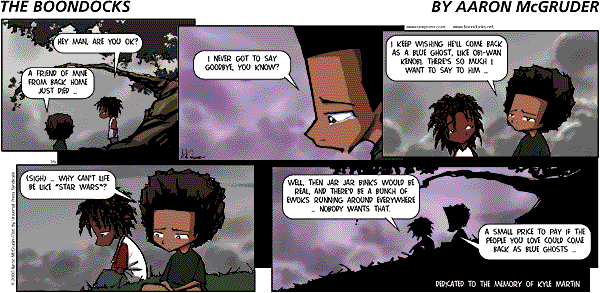 THE BOONDOCKS
BY AARON McGRUDER
HEY MAN, ARE YOU OK?
A FRIEND OF MINE
FROM BACK HOME
JUST DIED ...
I NEVER GOT TO SAY
GOODBYE, YOU KNOW?
I KEEP WISHING HE'LL COME BACK
AS A BLUE GHOST, LIKE OBI-WAN
KENOBI. THERE'S SO MUCH I
WANT TO SAY TO HIM ...
(SIGH) ... WHY CAN'T LIFE
BE LIKE "STAR WARS"?
WELL, THEN JAR JAR BINKS WOULD BE
REAL, AND THERE'D BE A BUNCH OF
EWOKS RUNNING AROUND EVERYWHERE
... NOBODY WANTS THAT.
A SMALL PRICE TO PAY IF THE
PEOPLE YOU LOVE COULD COME
BACK AS BLUE GHOSTS ...
DEDICATED TO THE MEMORY OF KYLE MARTIN